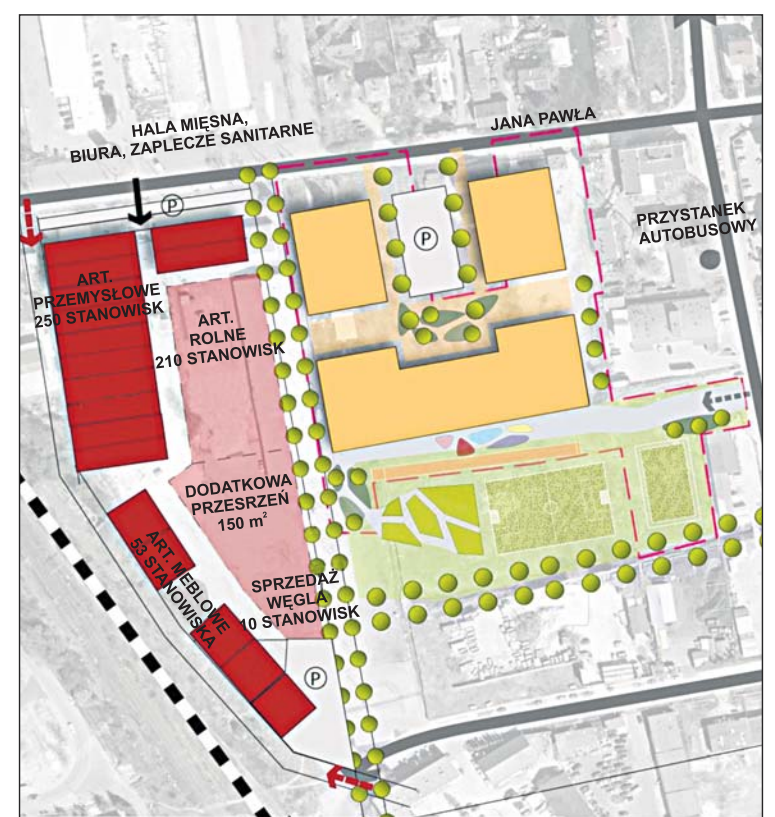 HALA MIĘSNA,
BIURA, ZAPLECZE SANITARNE
JANA PAWŁA
P
P
PRZYSTANEK
AUTOBUSOWY
ART.
PRZEMYSŁOWE
250 STANOWISK
ART.
ROLNE
210 STANOWISK
DODATKOWA
PRZESRZEŃ
150 m²
ART. MEBLOWE
53 STANOWISKA
SPRZEDAŻ
WĘGLA
10 STANOWISK
P